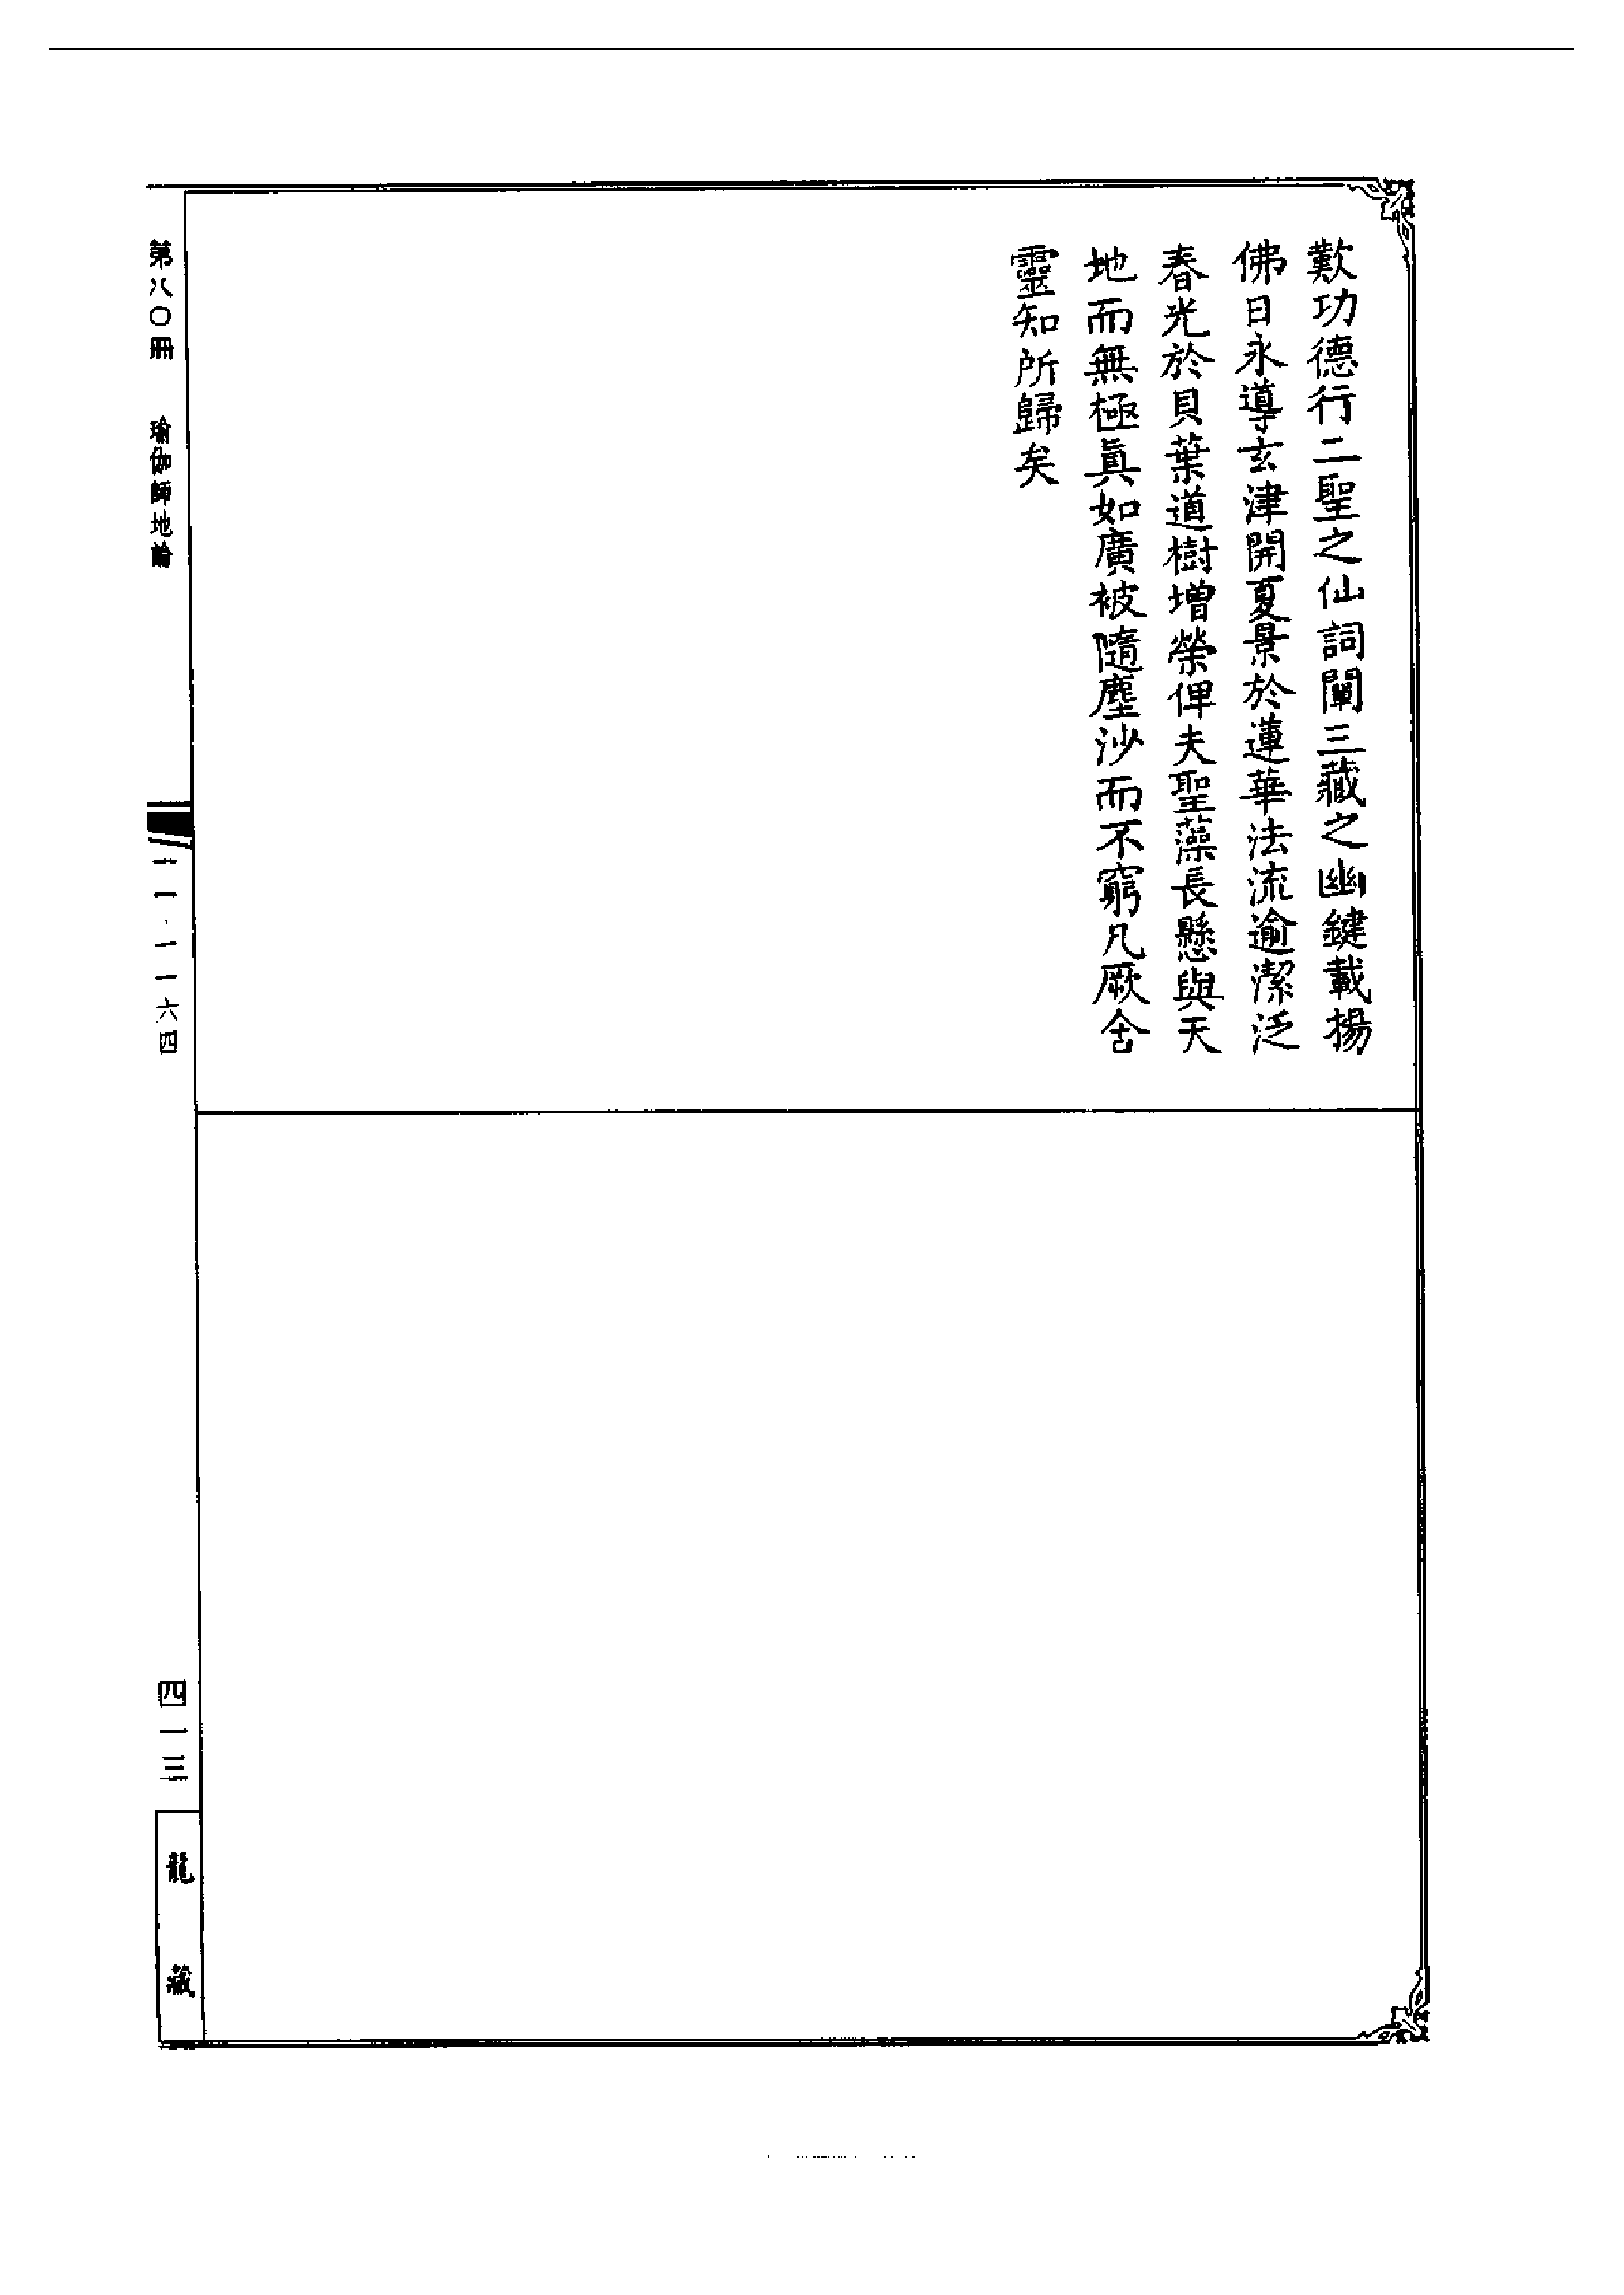 歎功德行二聖之仙詞闡三藏之幽鍵載揚
佛日永導玄津開夏景於蓮華法流逾潔泛
春光於貝葉道樹增榮俾夫聖藻長懸與天
地而無極眞如廣被隨塵沙而不窮凡厥含
靈知所歸矣
第八〇冊 瑜伽師地論
一一六四
四一三
龍藏